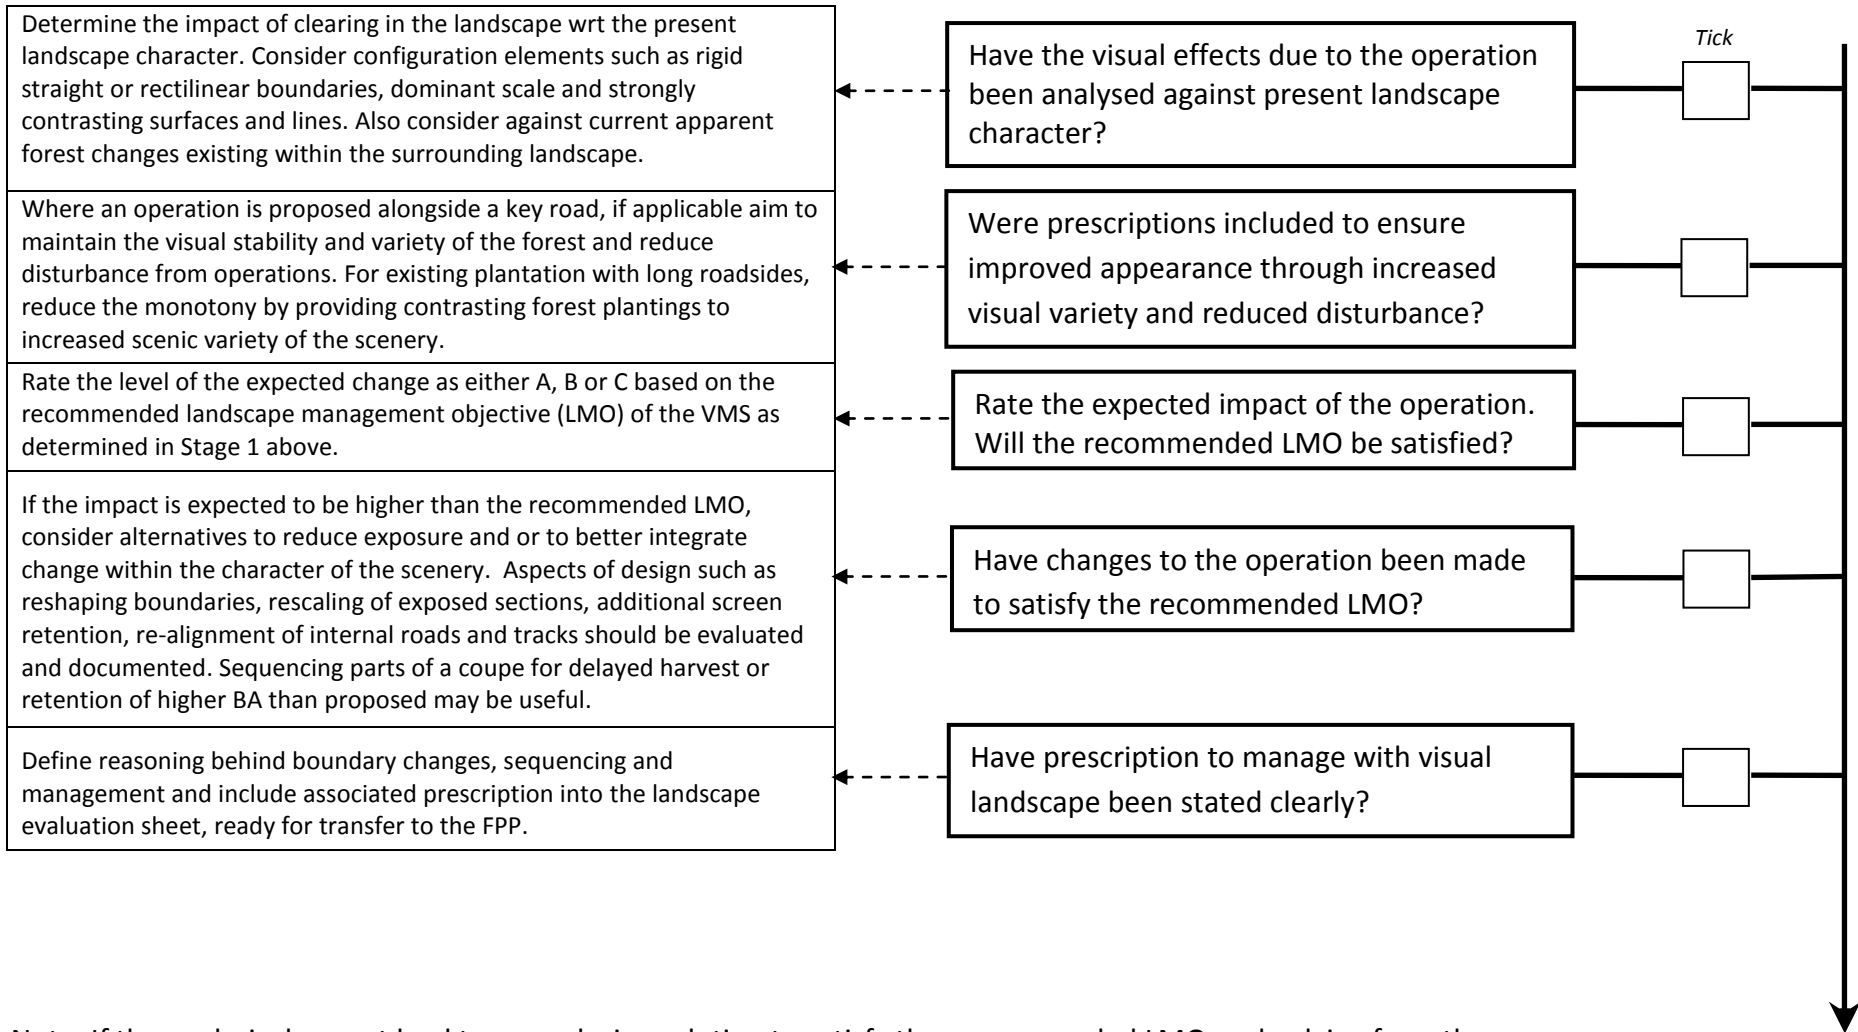 Determine the impact of clearing in the landscape wrt the present
landscape character. Consider configuration elements such as rigid
straight or rectilinear boundaries, dominant scale and strongly
contrasting surfaces and lines. Also consider against current apparent
forest changes existing within the surrounding landscape.
Have the visual effects due to the operation
been analysed against present landscape
character?
Tick
Where an operation is proposed alongside a key road, if applicable aim to
maintain the visual stability and variety of the forest and reduce
disturbance from operations. For existing plantation with long roadsides,
reduce the monotony by providing contrasting forest plantings to
increased scenic variety of the scenery.
Were prescriptions included to ensure
improved appearance through increased
visual variety and reduced disturbance?
Rate the level of the expected change as either A, B or C based on the
recommended landscape management objective (LMO) of the VMS as
determined in Stage 1 above.
Rate the expected impact of the operation.
Will the recommended LMO be satisfied?
If the impact is expected to be higher than the recommended LMO,
consider alternatives to reduce exposure and or to better integrate
change within the character of the scenery.  Aspects of design such as
reshaping boundaries, rescaling of exposed sections, additional screen
retention, re-alignment of internal roads and tracks should be evaluated
and documented. Sequencing parts of a coupe for delayed harvest or
retention of higher BA than proposed may be useful.
Have changes to the operation been made
to satisfy the recommended LMO?
Define reasoning behind boundary changes, sequencing and
management and include associated prescription into the landscape
evaluation sheet, ready for transfer to the FPP.
Have prescription to manage with visual
landscape been stated clearly?